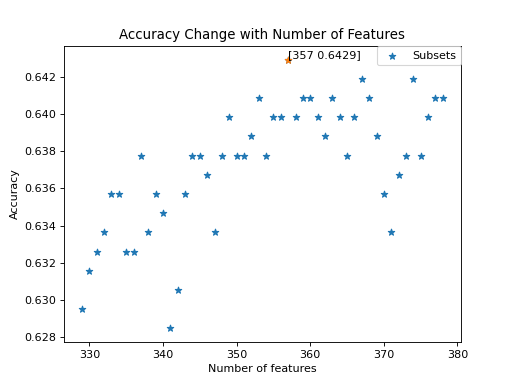 Accuracy Change with Number of Features
[357 0.6429]
Subsets
0.642
0.640
0.638
0.636
0.634
0.632
0.630
0.628
Accuracy
330 340 350 360 370 380
Number of features